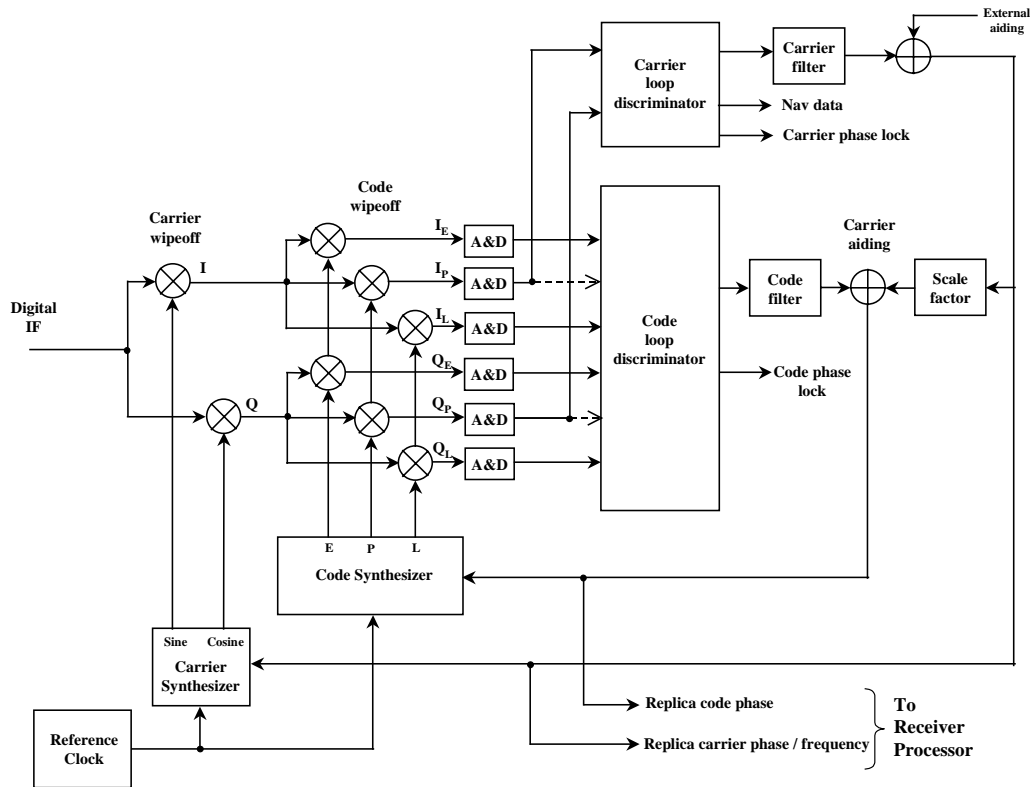 External
aiding
Carrier
filter
Carrier
loop
discriminator
Nav data
Carrier phase lock
Code
wipeoff
Carrier
wipeoff
Carrier
aiding
I_E
A&D
I
I_P
A&D
Code
filter
Scale
factor
Digital
IF
I_L
A&D
Code
loop
discriminator
Q_E
A&D
Code phase
lock
Q
Q_P
A&D
Q_L
A&D
E P L
Code Synthesizer
Sine Cosine
Carrier
Synthesizer
Replica code phase
To
Receiver
Processor
Reference
Clock
Replica carrier phase / frequency